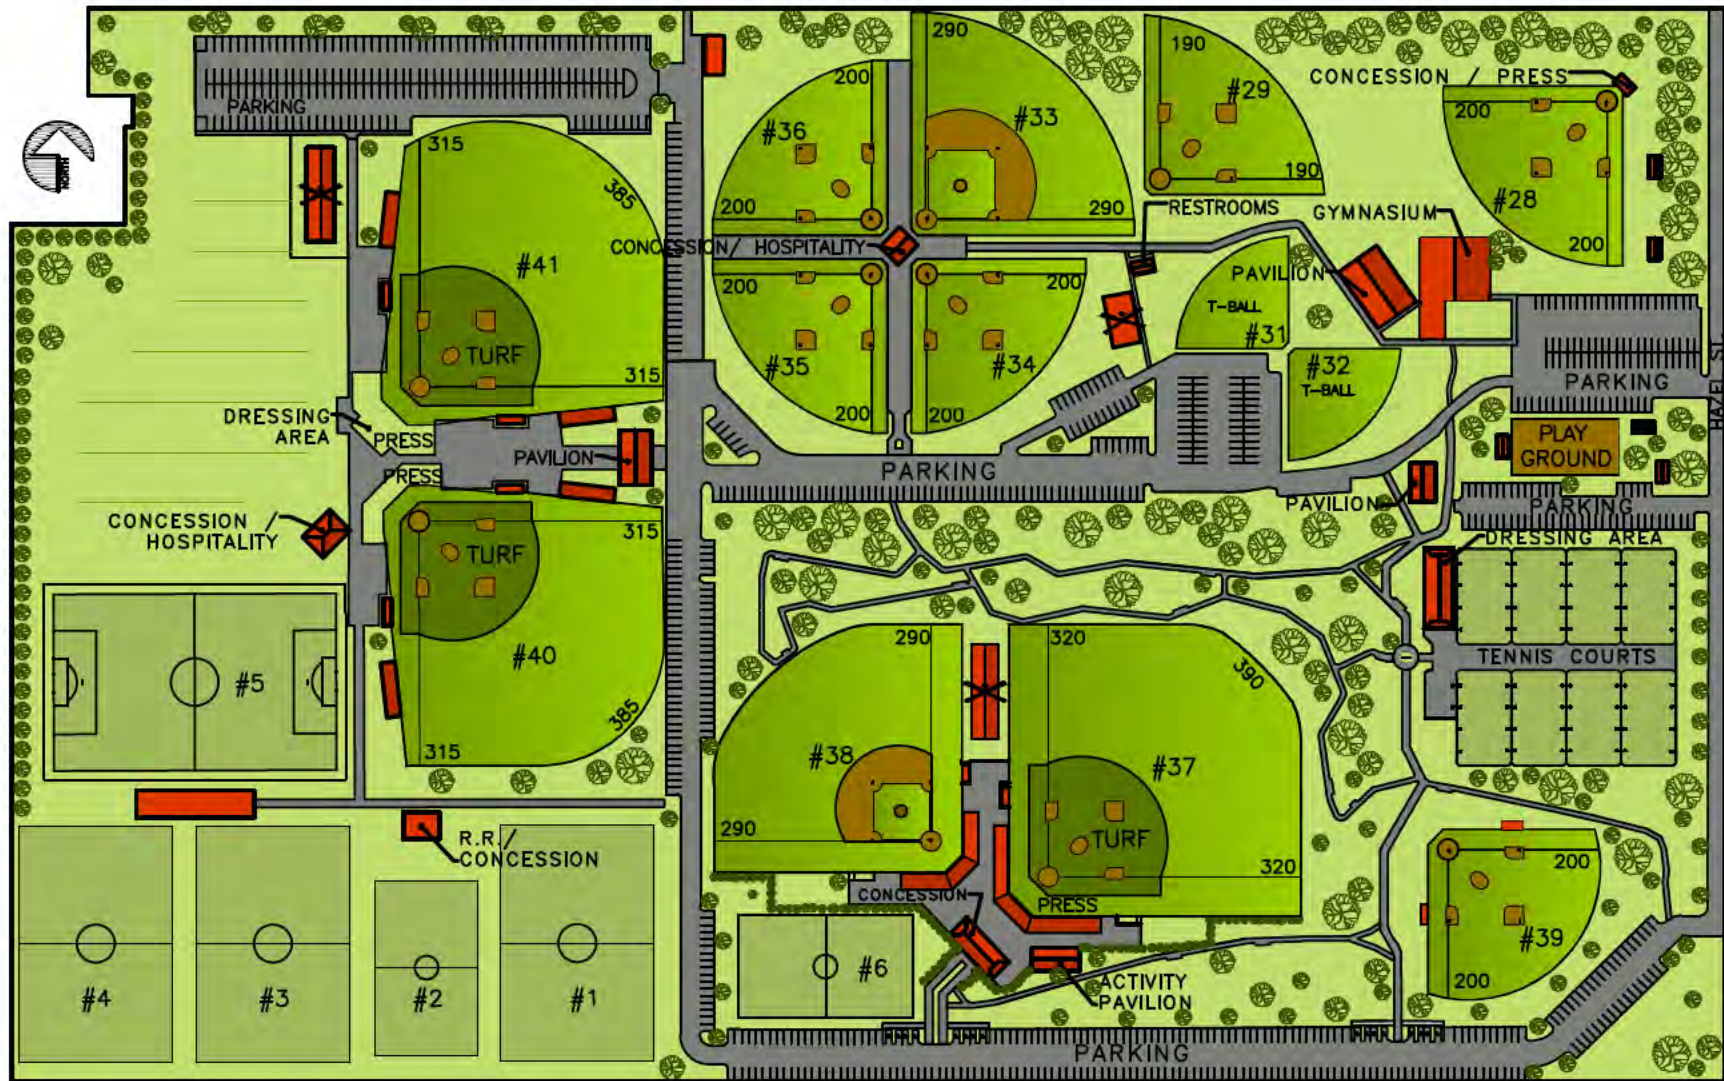 PARKING
NORTH
315
385
#41
TURF
315
DRESSING
AREA
PRESS
PRESS
PAVILION
CONCESSION /
HOSPITALITY
315
TURF
#40
385
315
#5
R.R./
CONCESSION
#4
#3
#2
#1
200
#36
200
290
#33
290
190
#29
190
CONCESSION / PRESS
200
#28
200
RESTROOMS
GYMNASIUM
CONCESSION/ HOSPITALITY
PAVILION
200
#35
200
200
#34
200
T-BALL
#31
#32
T-BALL
PARKING
HAZEL ST.
PLAY
GROUND
PARKING
PAVILION
PARKING
DRESSING AREA
TENNIS COURTS
290
#38
290
320
390
#37
TURF
320
CONCESSION
PRESS
#6
ACTIVITY
PAVILION
200
#39
200
PARKING